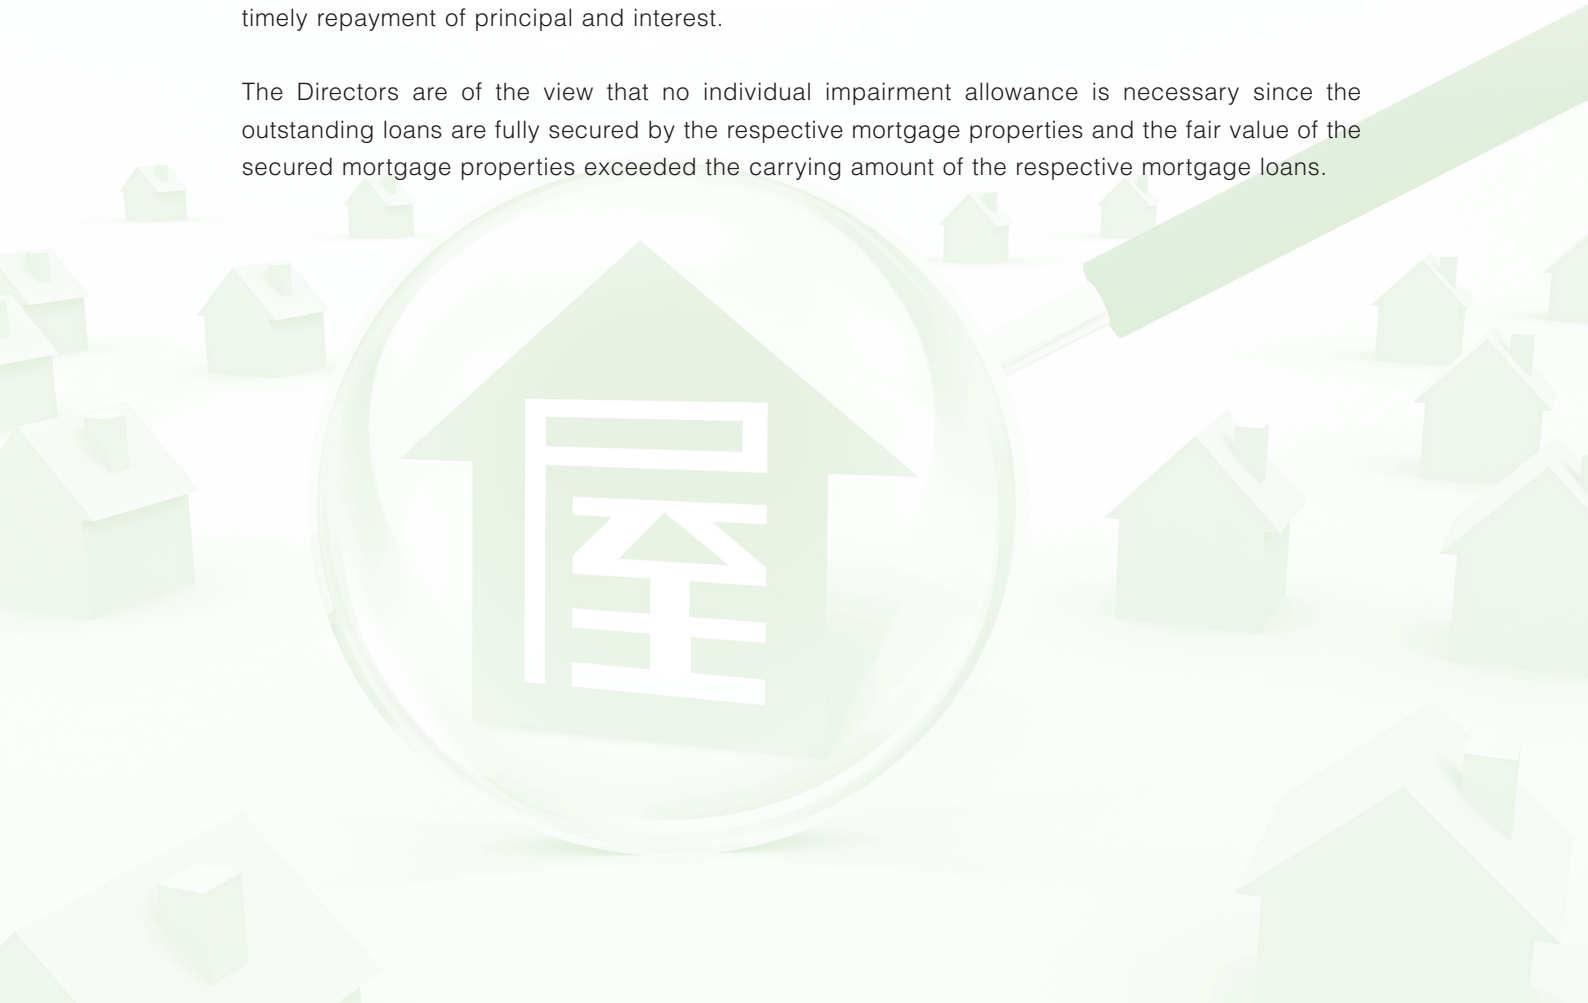 timely repayment of principal and interest.
The Directors are of the view that no individual impairment allowance is necessary since the
outstanding loans are fully secured by the respective mortgage properties and the fair value of the
secured mortgage properties exceeded the carrying amount of the respective mortgage loans.
屋